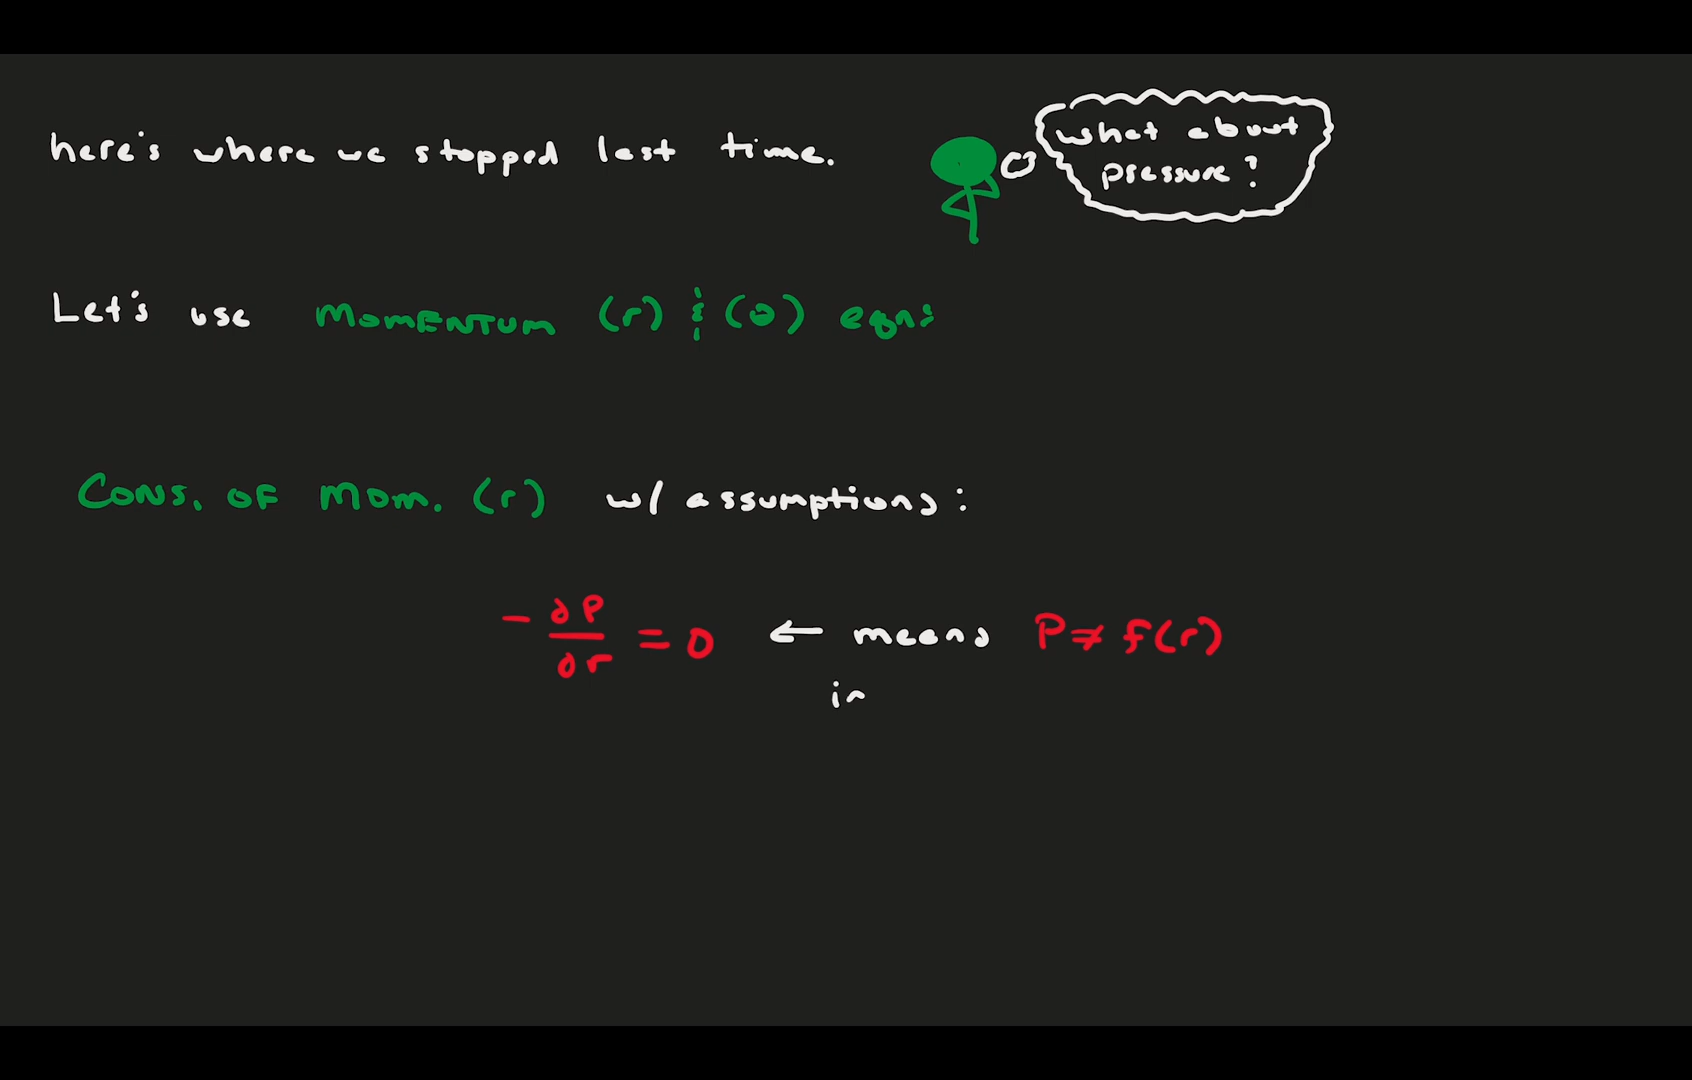 here's where we stopped last time.
what about
pressure?
Let's use MOMENTUM (r) & (θ) eqns
CONS. OF MOM. (r) w/ assumptions:
- ∂P/∂r = 0 ← means P ≠ f(r)
in